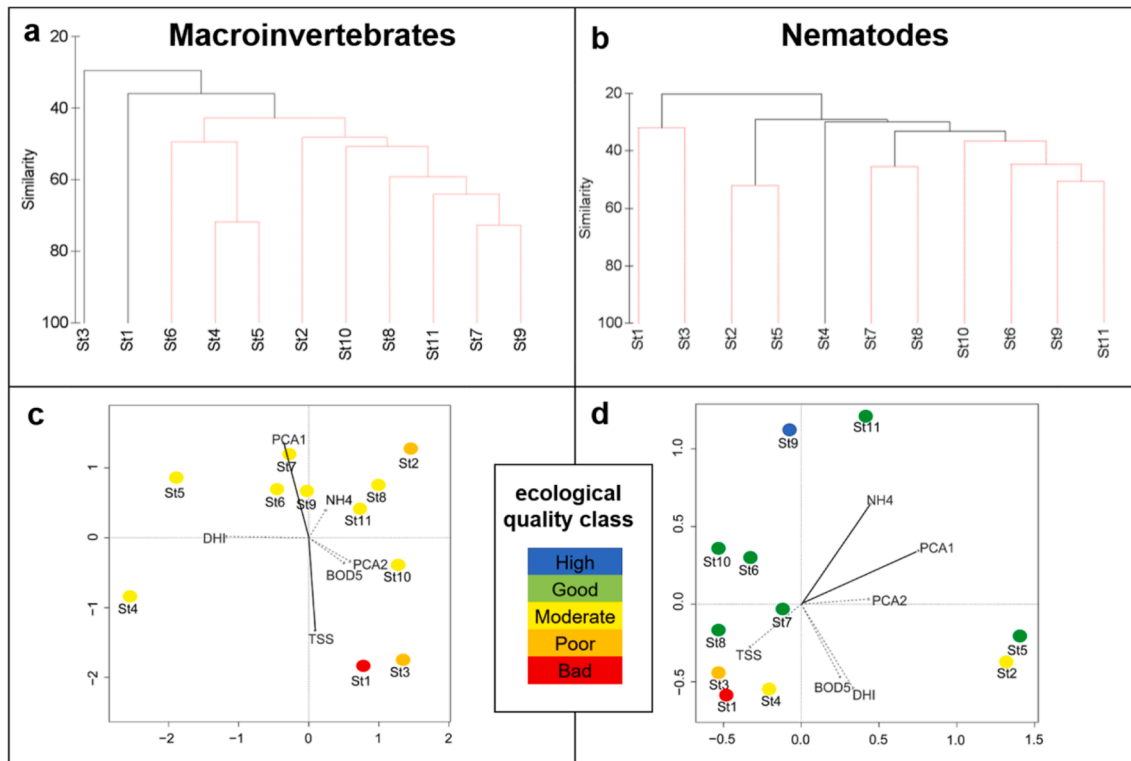 a
Macroinvertebrates
20
40
60
80
100
Similarity
St3
St1
St6
St4
St5
St2
St10
St8
St11
St7
St9
b
Nematodes
20
40
60
80
100
Similarity
St1
St3
St2
St5
St4
St7
St8
St10
St6
St9
St11
c
1
0
−1
−2
−2
−1
0
1
2
PCA1
St7
St2
St5
St6
St9
NH4
St8
St11
DHI
PCA2
BOD5
St10
St4
TSS
St1
St3
ecological
quality class
High
Good
Moderate
Poor
Bad
d
1.0
0.5
0.0
−0.5
−0.5
0.0
0.5
1.0
1.5
St9
St11
NH4
PCA1
St10
St6
PCA2
St7
St8
TSS
St5
St2
St3
BOD5
DHI
St1
St4